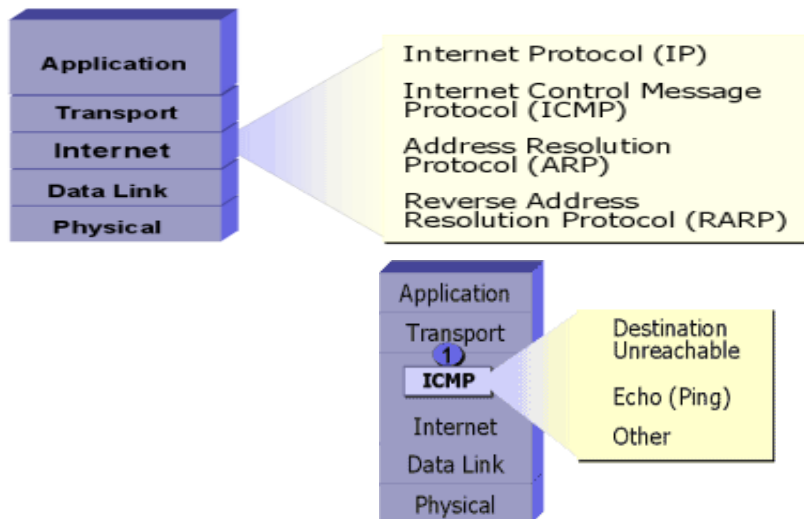 Application
Transport
Internet
Data Link
Physical
Internet Protocol (IP)
Internet Control Message
Protocol (ICMP)
Address Resolution
Protocol (ARP)
Reverse Address
Resolution Protocol (RARP)
Application
Transport
1
ICMP
Internet
Data Link
Physical
Destination
Unreachable
Echo (Ping)
Other